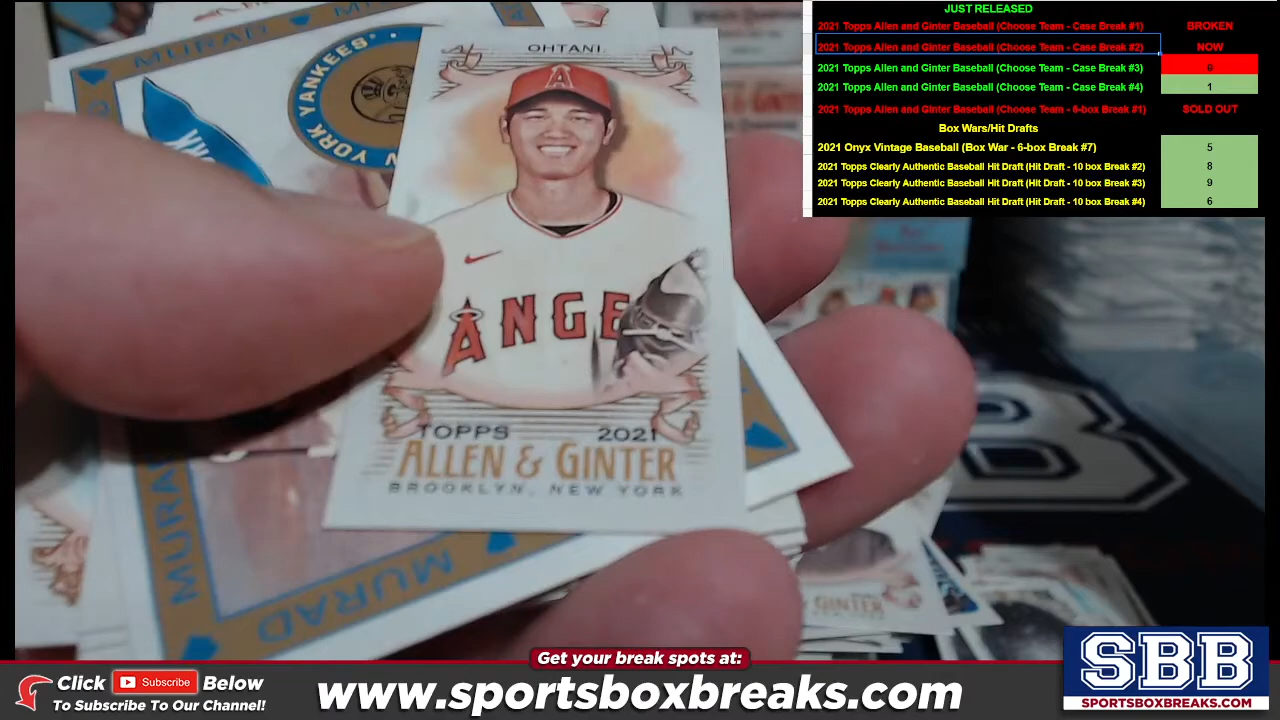 JUST RELEASED
2021 Topps Allen and Ginter Baseball (Choose Team - Case Break #1) BROKEN
2021 Topps Allen and Ginter Baseball (Choose Team - Case Break #2) NOW
2021 Topps Allen and Ginter Baseball (Choose Team - Case Break #3) 0
2021 Topps Allen and Ginter Baseball (Choose Team - Case Break #4) 1
2021 Topps Allen and Ginter Baseball (Choose Team - 6-box Break #1) SOLD OUT
Box Wars/Hit Drafts
2021 Onyx Vintage Baseball (Box War - 6-box Break #7) 5
2021 Topps Clearly Authentic Baseball Hit Draft (Hit Draft - 10 box Break #2) 8
2021 Topps Clearly Authentic Baseball Hit Draft (Hit Draft - 10 box Break #3) 9
2021 Topps Clearly Authentic Baseball Hit Draft (Hit Draft - 10 box Break #4) 6
MURAD
YORK YANKEES
OHTANI
A
ANGE
TOPPS 2021
ALLEN & GINTER
BROOKLYN, NEW YORK
MURAD
MURAD
GINTER
B
Get your break spots at:
Click Subscribe Below
To Subscribe To Our Channel!
www.sportsboxbreaks.com
SBB
SPORTSBOXBREAKS.COM